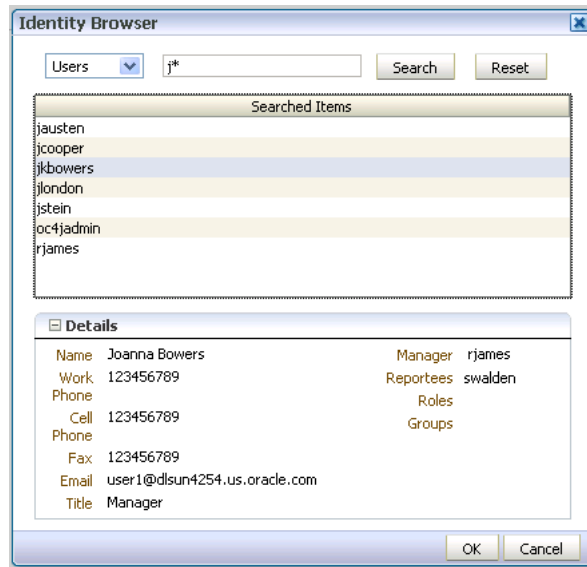 Identity Browser
Users j* Search Reset
Searched Items
jausten
jcooper
jkbowers
jlondon
jstein
oc4jadmin
rjames
Details
Name Joanna Bowers Manager rjames
Work Phone 123456789 Reportees swalden
Roles
Cell Phone 123456789 Groups
Fax 123456789
Email user1@dlsun4254.us.oracle.com
Title Manager
OK Cancel